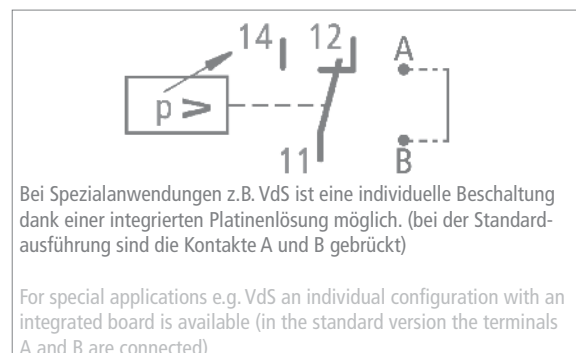 14 12 A
p >
11 B
Bei Spezialanwendungen z.B. VdS ist eine individuelle Beschaltung
dank einer integrierten Platinenlösung möglich. (bei der Standard-
ausführung sind die Kontakte A und B gebrückt)
For special applications e.g. VdS an individual configuration with an
integrated board is available (in the standard version the terminals
A and B are connected)